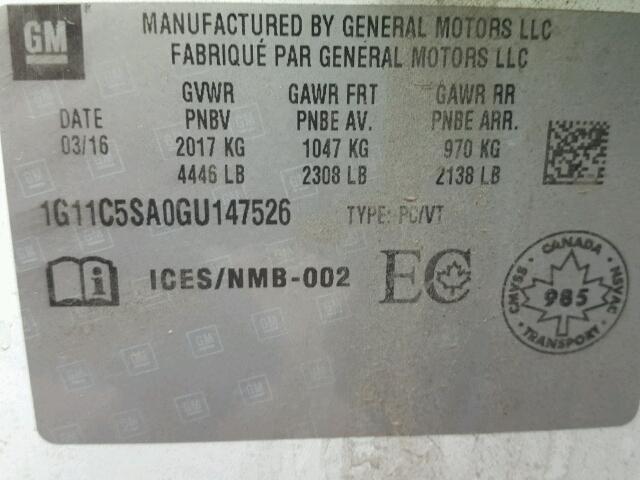 GM
MANUFACTURED BY GENERAL MOTORS LLC
FABRIQUÉ PAR GENERAL MOTORS LLC
GVWR GAWR FRT GAWR RR
DATE PNBV PNBE AV. PNBE ARR.
03/16 2017 KG 1047 KG 970 KG
4446 LB 2308 LB 2138 LB
1G11C5SA0GU147526 TYPE: PC/VT
i ICES/NMB-002 EC
CANADA
CMVSS 985 NSVAC
TRANSPORT